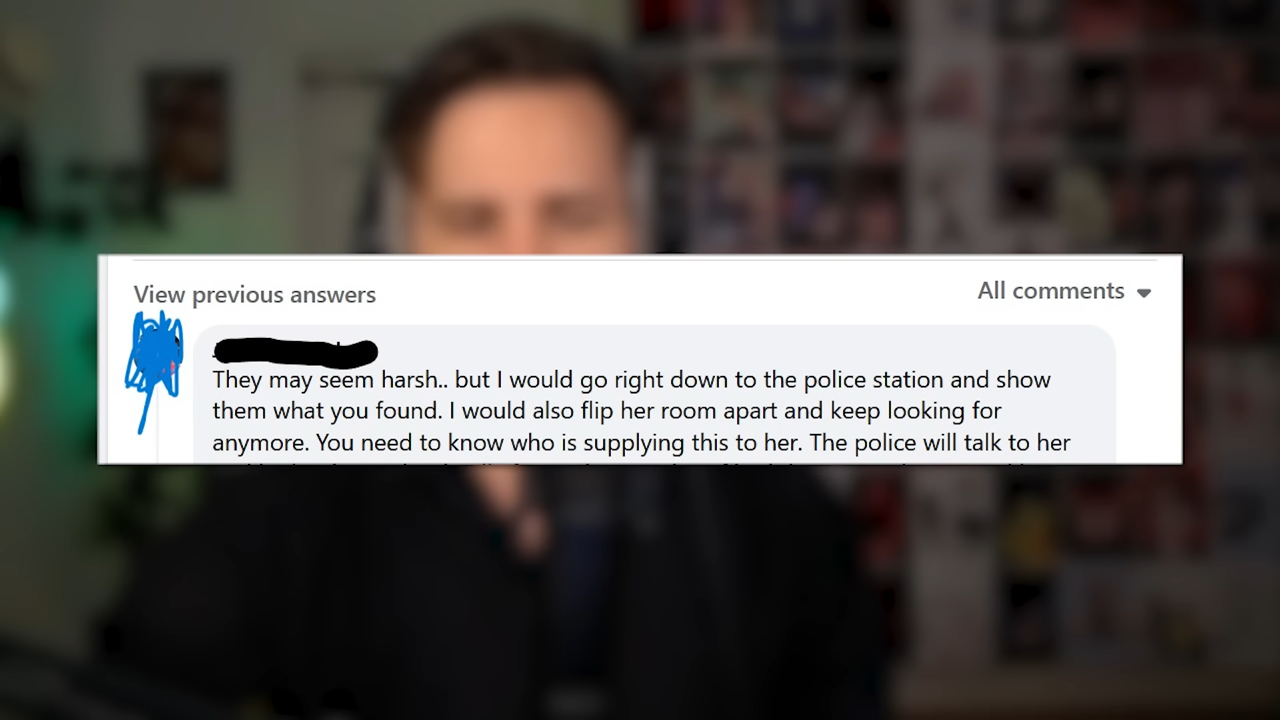 View previous answers
All comments
They may seem harsh.. but I would go right down to the police station and show
them what you found. I would also flip her room apart and keep looking for
anymore. You need to know who is supplying this to her. The police will talk to her